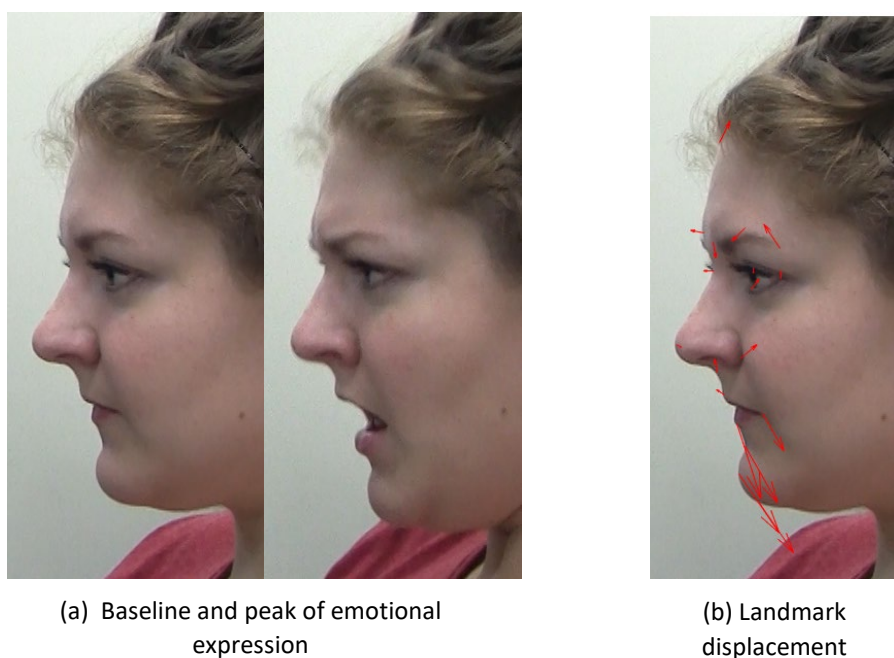 (a) Baseline and peak of emotional
expression
(b) Landmark
displacement